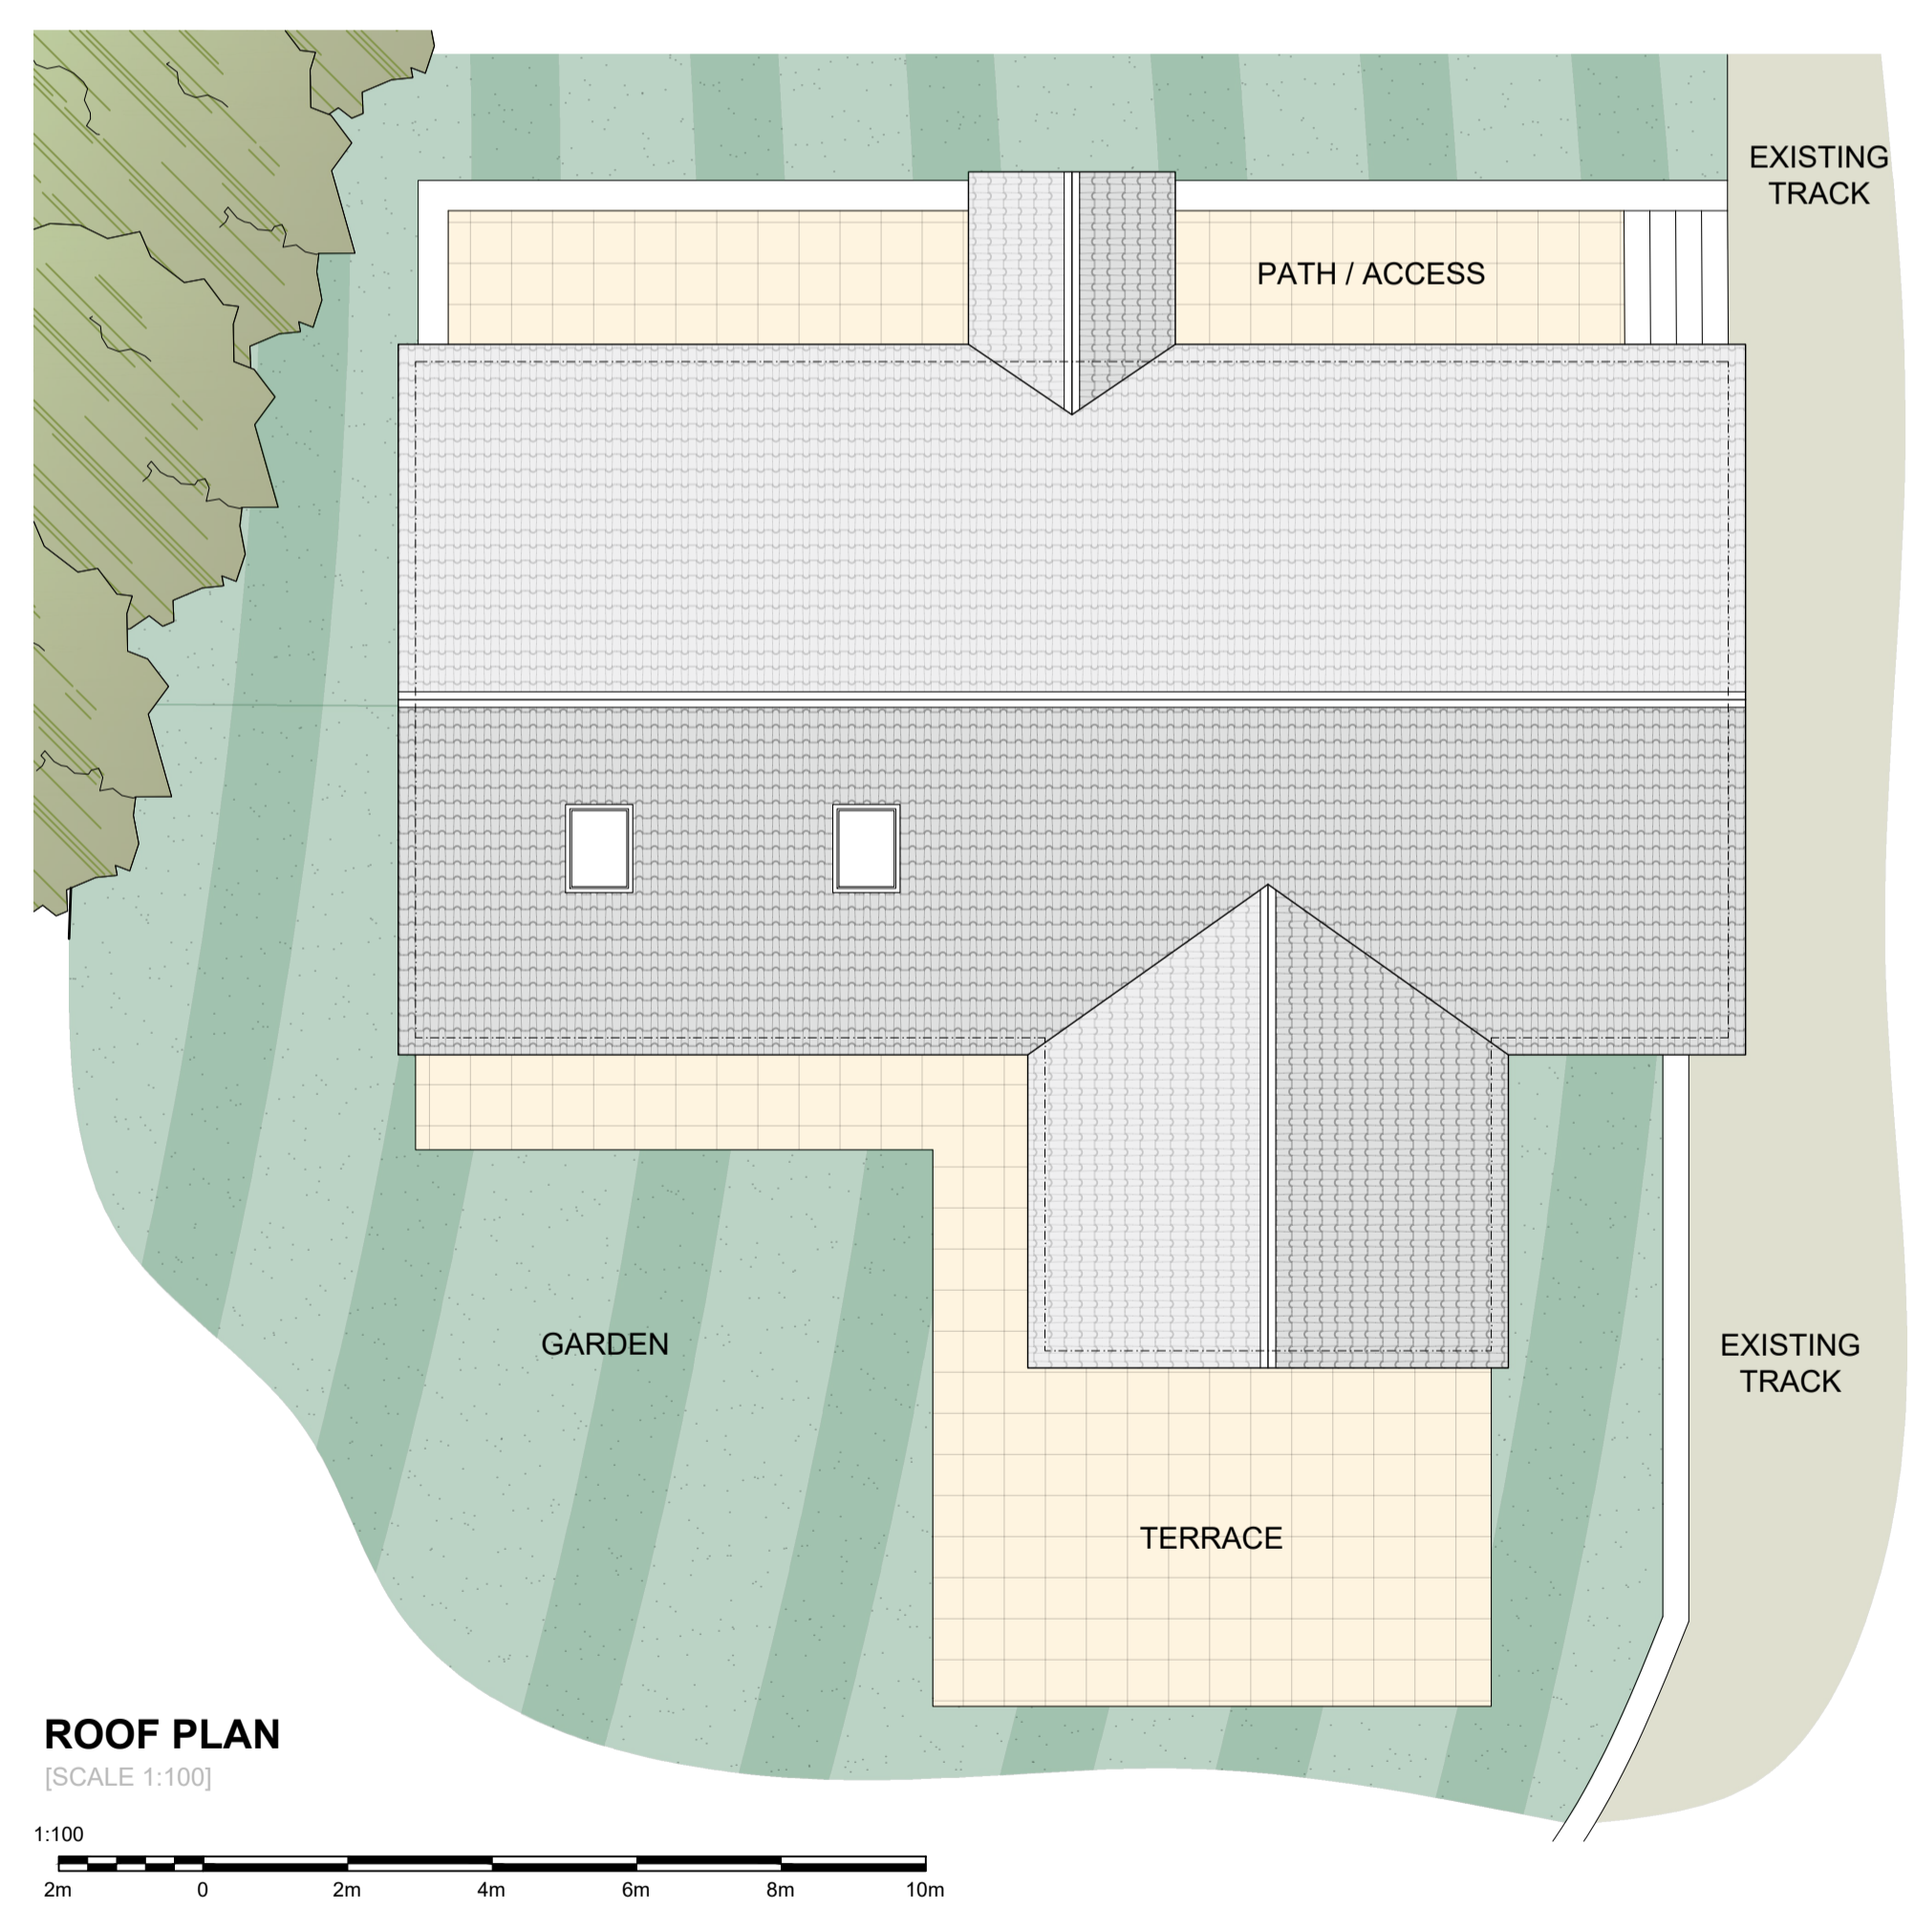 EXISTING
TRACK
PATH / ACCESS
GARDEN
EXISTING
TRACK
TERRACE
ROOF PLAN
[SCALE 1:100]
1:100
2m 0 2m 4m 6m 8m 10m